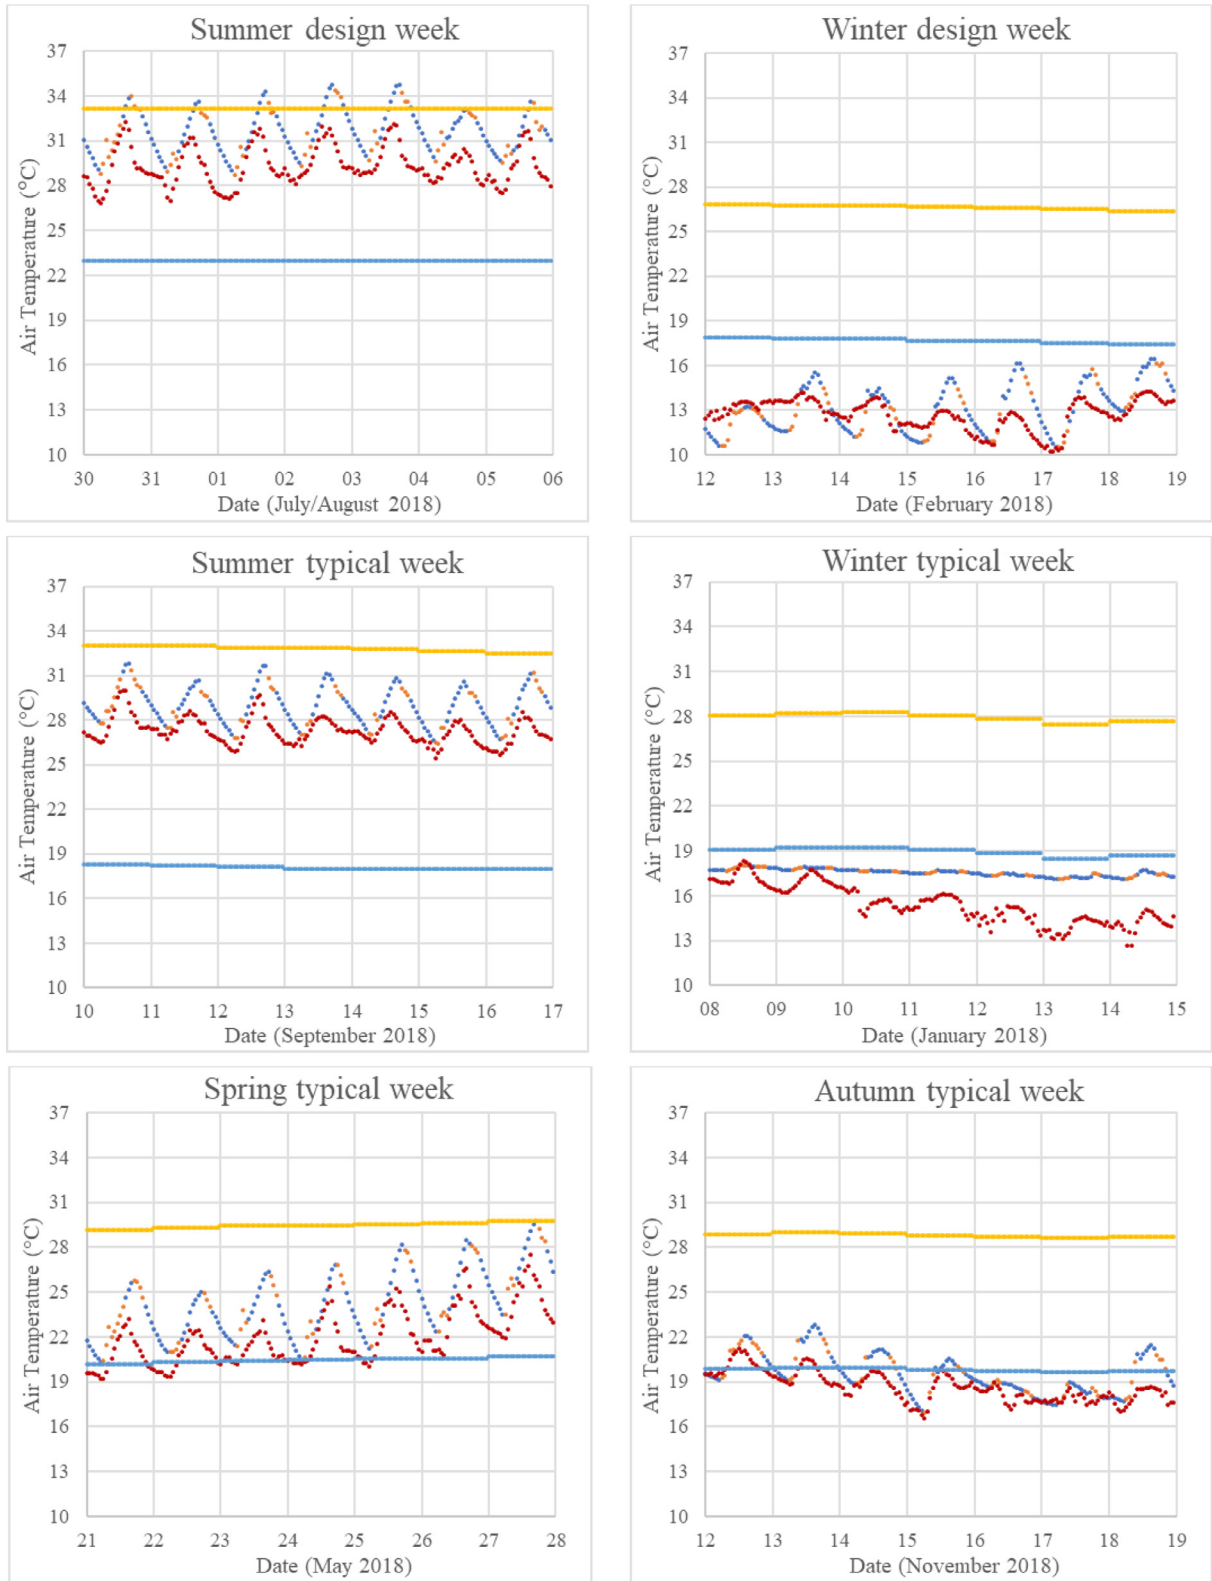 Summer design week
37
34
31
28
25
22
19
16
13
10
Air Temperature (°C)
30 31 01 02 03 04 05 06
Date (July/August 2018)
Winter design week
37
34
31
28
25
22
19
16
13
10
Air Temperature (°C)
12 13 14 15 16 17 18 19
Date (February 2018)
Summer typical week
37
34
31
28
25
22
19
16
13
10
Air Temperature (°C)
10 11 12 13 14 15 16 17
Date (September 2018)
Winter typical week
37
34
31
28
25
22
19
16
13
10
Air Temperature (°C)
08 09 10 11 12 13 14 15
Date (January 2018)
Spring typical week
37
34
31
28
25
22
19
16
13
10
Air Temperature (°C)
21 22 23 24 25 26 27 28
Date (May 2018)
Autumn typical week
37
34
31
28
25
22
19
16
13
10
Air Temperature (°C)
12 13 14 15 16 17 18 19
Date (November 2018)